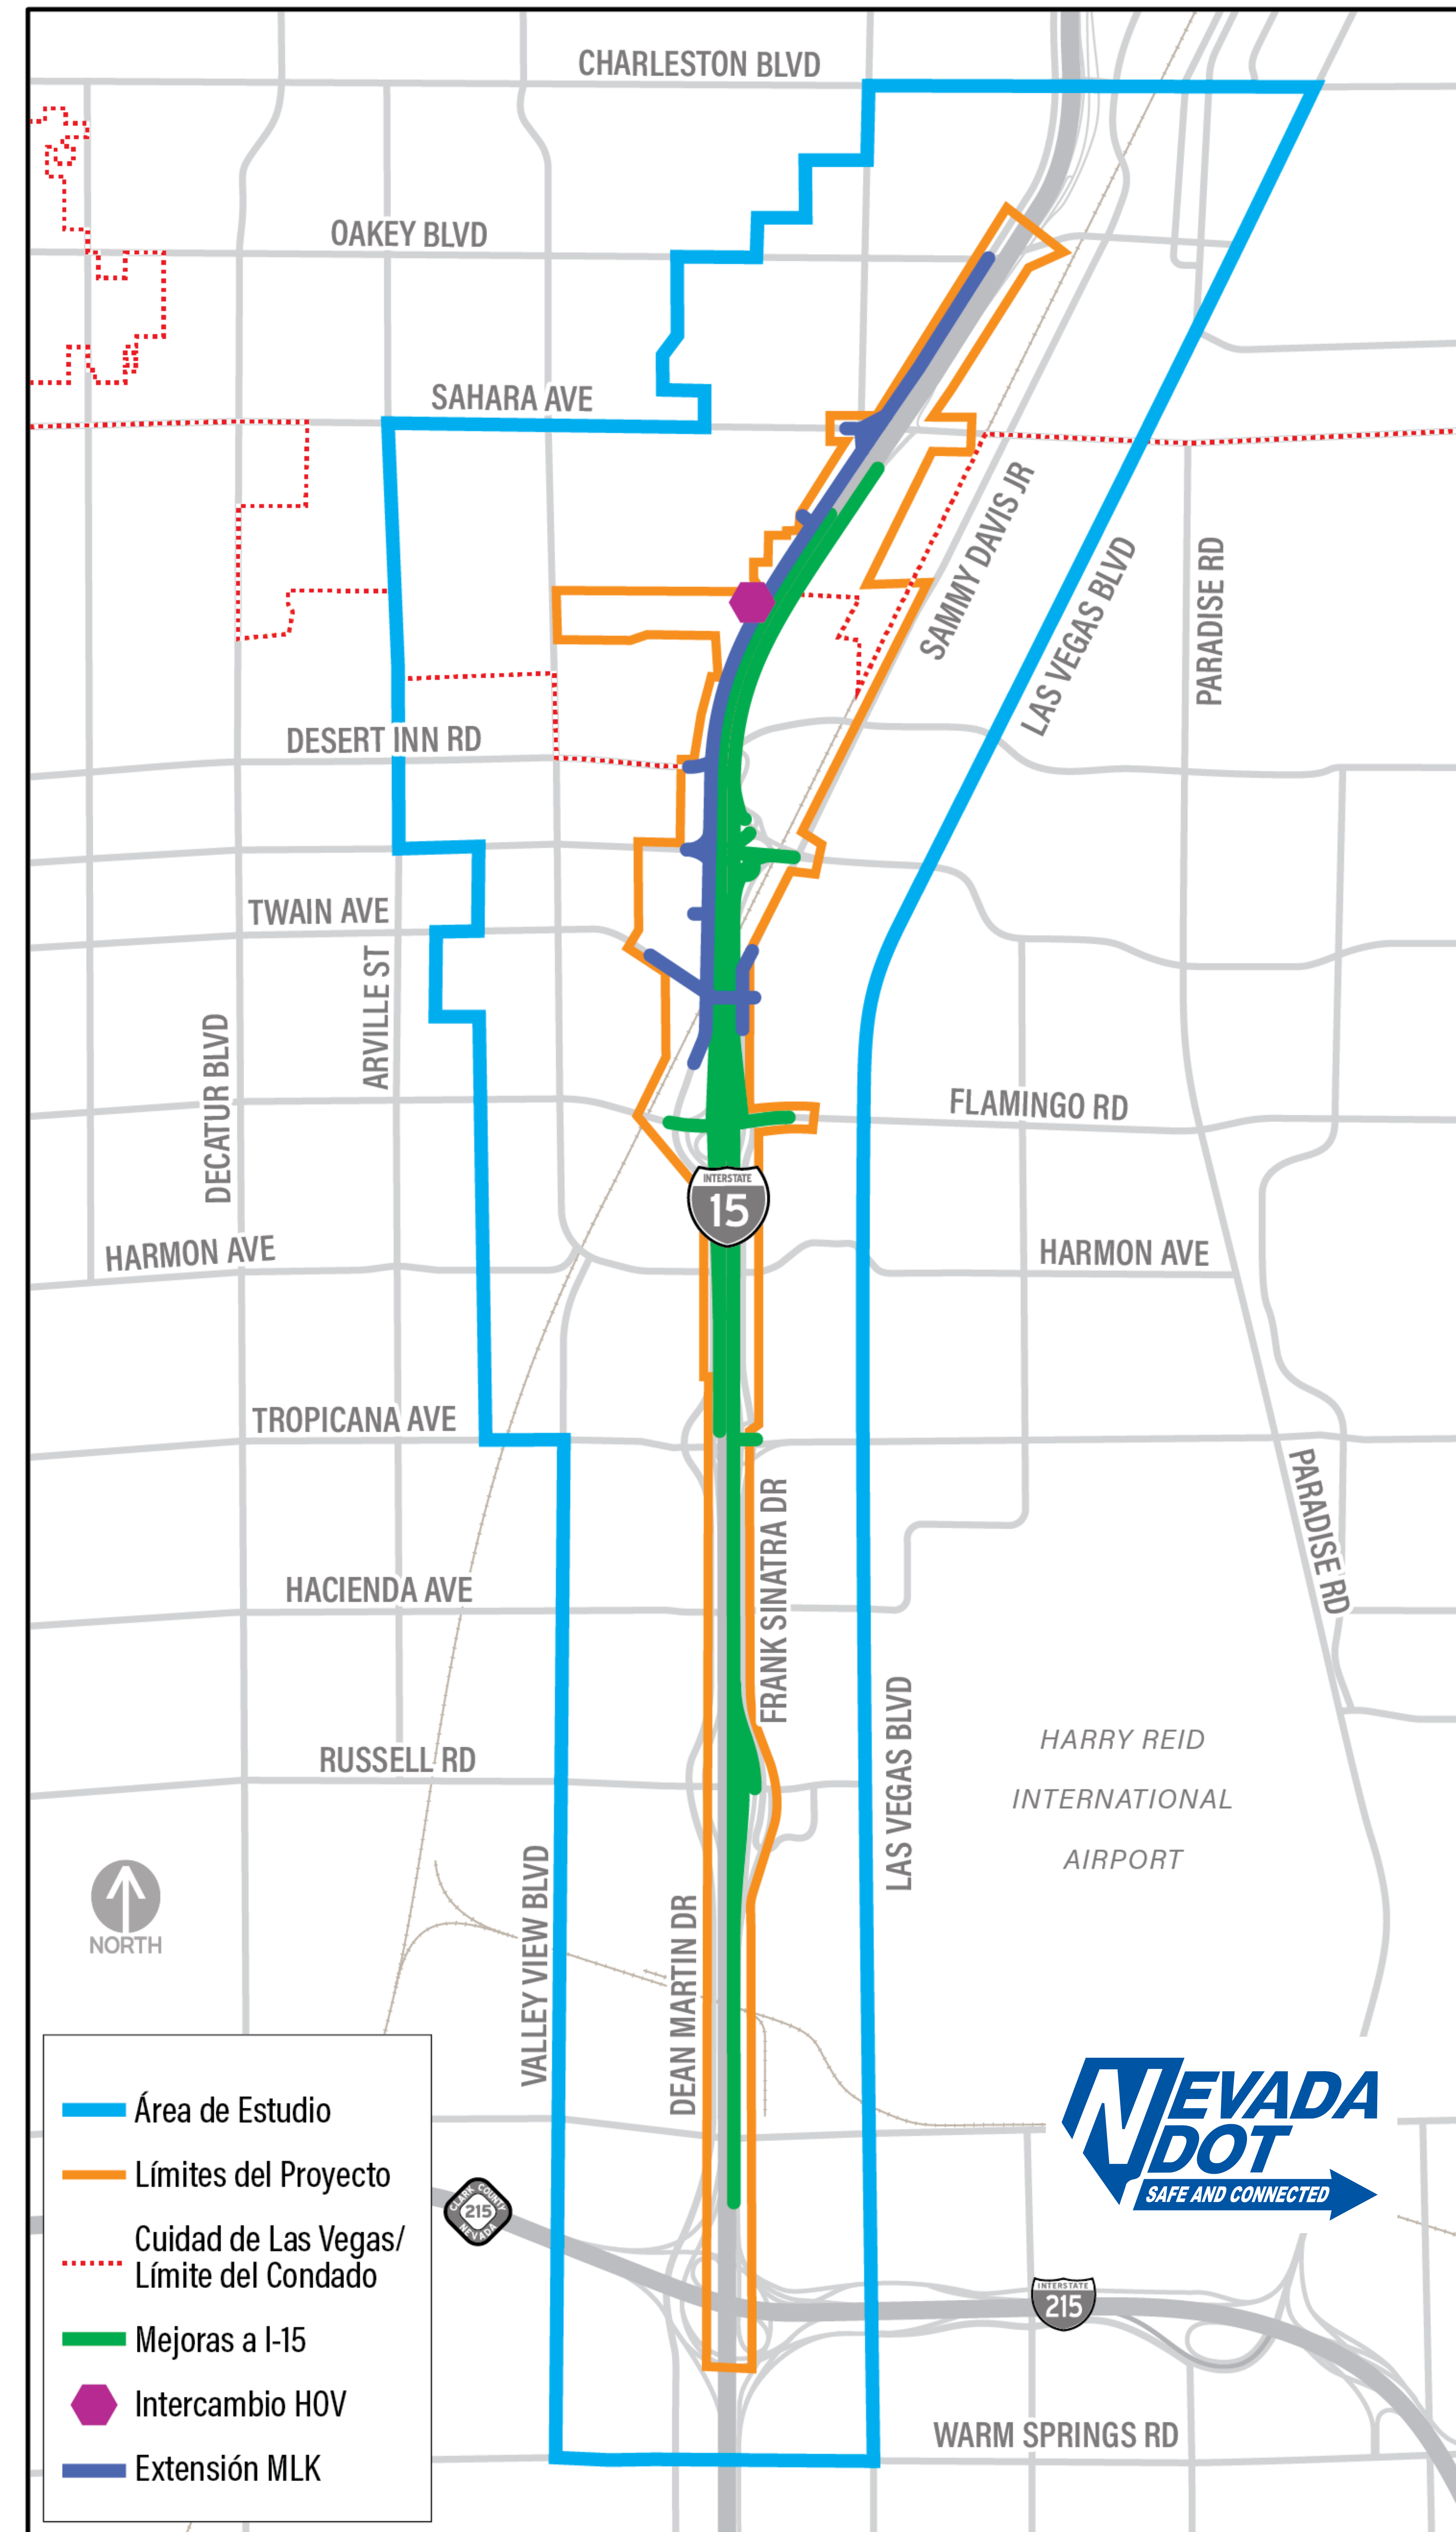 CHARLESTON BLVD
OAKEY BLVD
SAHARA AVE
SAMMY DAVIS JR
LAS VEGAS BLVD
PARADISE RD
DESERT INN RD
TWAIN AVE
ARVILLE ST
DECATUR BLVD
FLAMINGO RD
INTERSTATE
15
HARMON AVE
HARMON AVE
TROPICANA AVE
PARADISE RD
FRANK SINATRA DR
HACIENDA AVE
LAS VEGAS BLVD
HARRY REID
INTERNATIONAL
AIRPORT
RUSSELL RD
VALLEY VIEW BLVD
DEAN MARTIN DR
NORTH
NEVADA
DOT
SAFE AND CONNECTED
Área de Estudio
Límites del Proyecto
Cuidad de Las Vegas/
Límite del Condado
Mejoras a I-15
Intercambio HOV
Extensión MLK
CLARK COUNTY
215
NEVADA
INTERSTATE
215
WARM SPRINGS RD